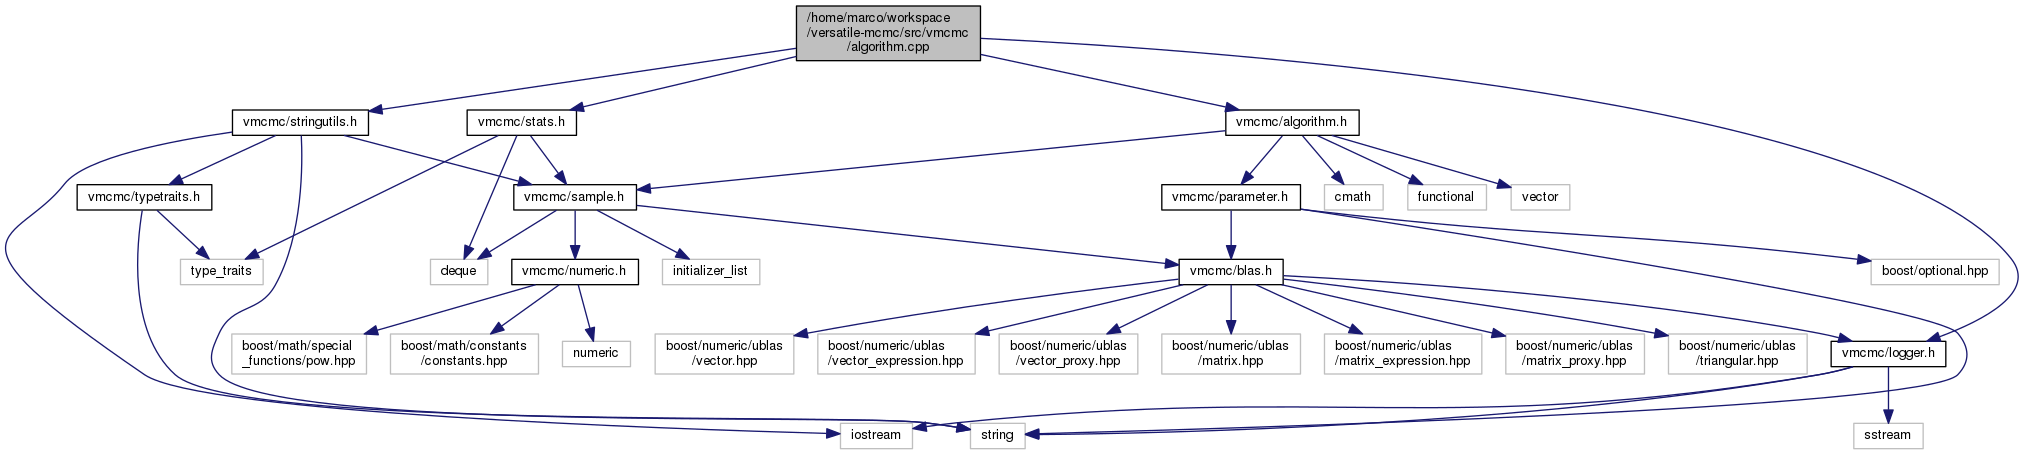 /home/marco/workspace
/versatile-mcmc/src/vmcmc
/algorithm.cpp
vmcmc/stringutils.h
vmcmc/stats.h
vmcmc/algorithm.h
vmcmc/typetraits.h
vmcmc/sample.h
vmcmc/parameter.h
cmath
functional
vector
type_traits
deque
vmcmc/numeric.h
initializer_list
vmcmc/blas.h
boost/optional.hpp
boost/math/special
_functions/pow.hpp
boost/math/constants
/constants.hpp
numeric
boost/numeric/ublas
/vector.hpp
boost/numeric/ublas
/vector_expression.hpp
boost/numeric/ublas
/vector_proxy.hpp
boost/numeric/ublas
/matrix.hpp
boost/numeric/ublas
/matrix_expression.hpp
boost/numeric/ublas
/matrix_proxy.hpp
boost/numeric/ublas
/triangular.hpp
vmcmc/logger.h
iostream
string
sstream